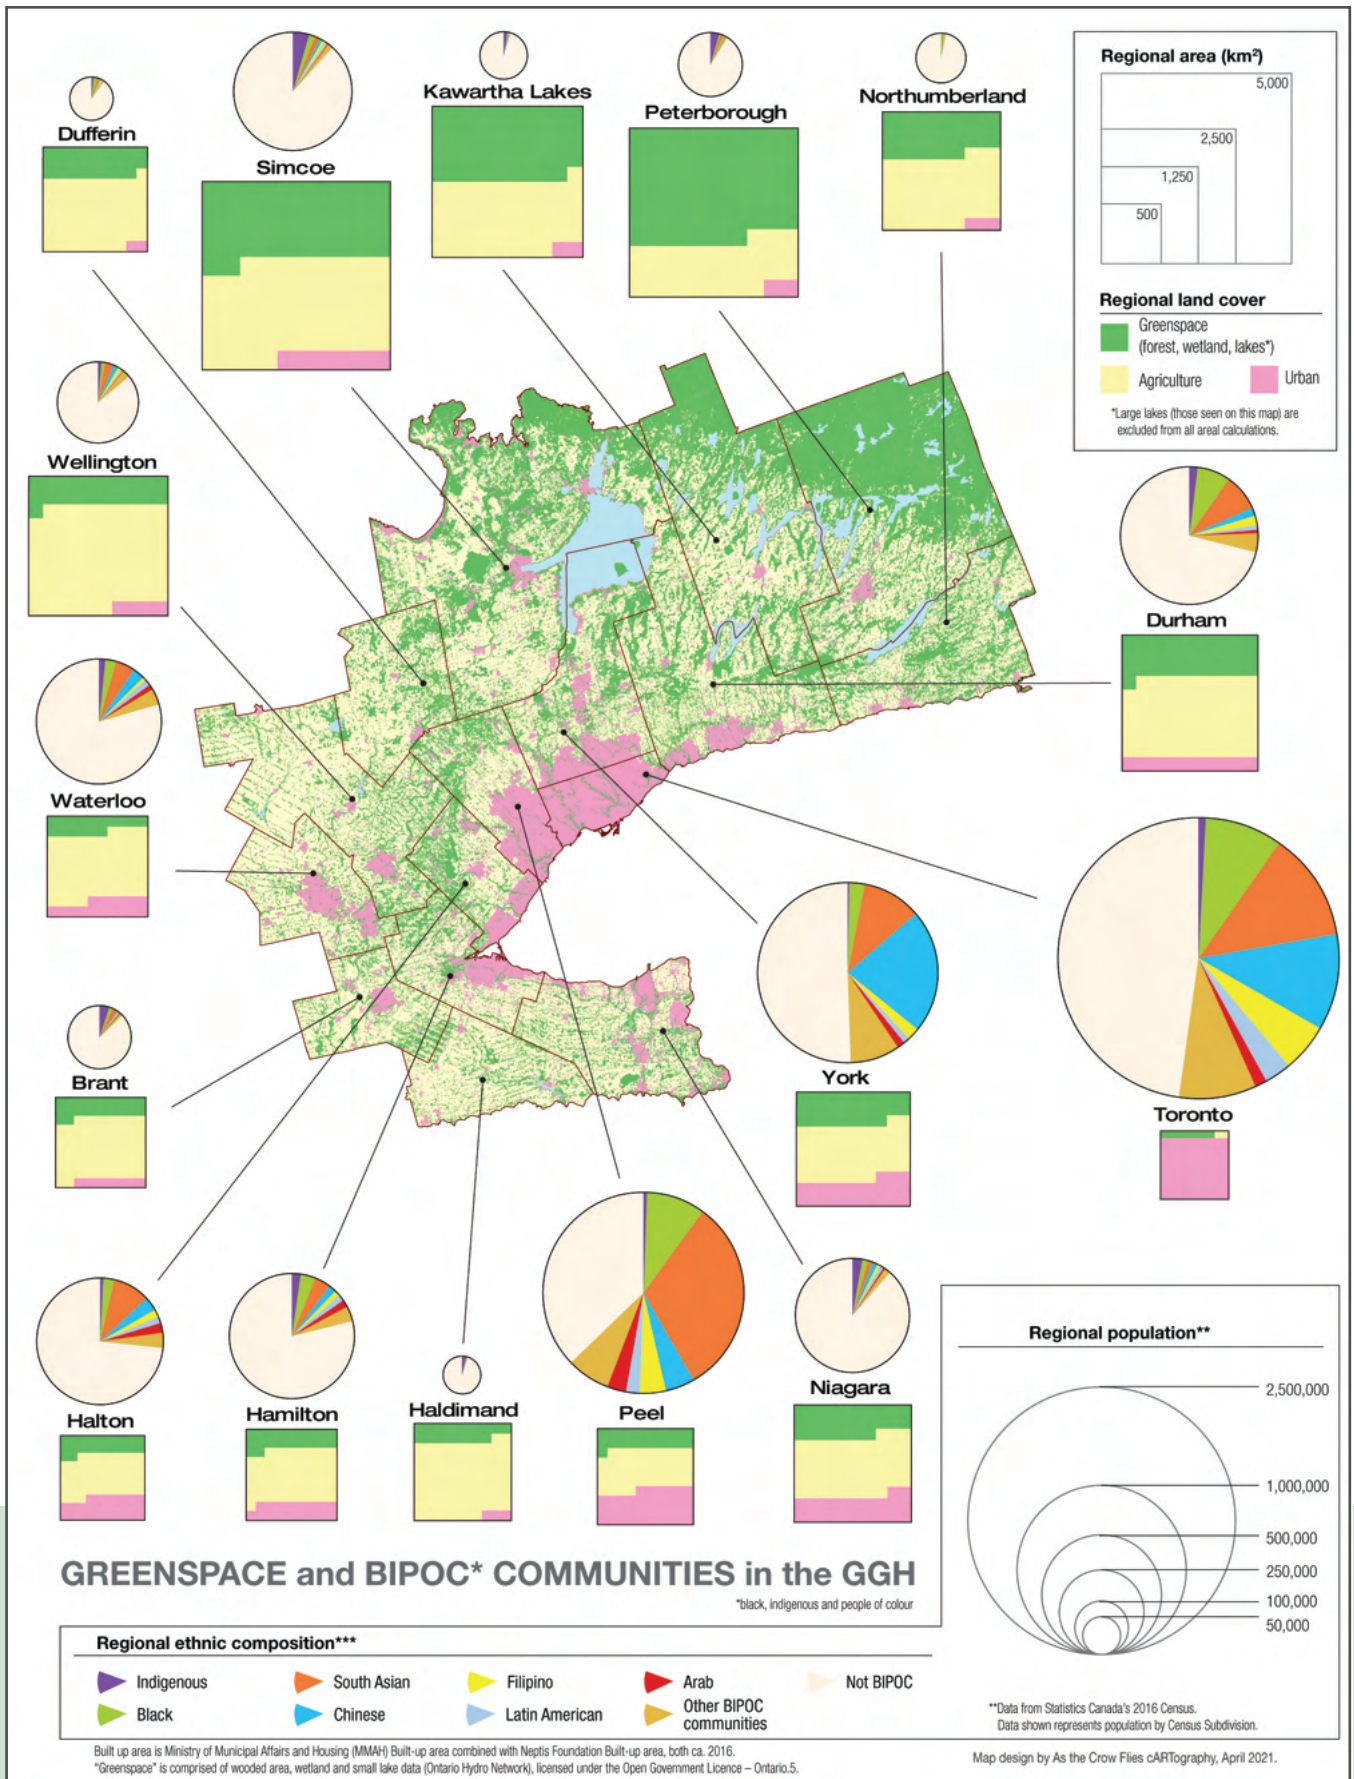 Dufferin
Simcoe
Kawartha Lakes
Peterborough
Northumberland
Regional area (km²)
5,000
2,500
1,250
500
Regional land cover
Greenspace
(forest, wetland, lakes*)
Agriculture
Urban
*Large lakes (those seen on this map) are
excluded from all areal calculations.
Wellington
Durham
Waterloo
Brant
York
Toronto
Halton
Hamilton
Haldimand
Peel
Niagara
Regional population**
2,500,000
1,000,000
500,000
250,000
100,000
50,000
**Data from Statistics Canada's 2016 Census.
Data shown represents population by Census Subdivision.
GREENSPACE and BIPOC* COMMUNITIES in the GGH
*black, indigenous and people of colour
Regional ethnic composition***
Indigenous
South Asian
Filipino
Arab
Not BIPOC
Black
Chinese
Latin American
Other BIPOC
communities
Built up area is Ministry of Municipal Affairs and Housing (MMAH) Built-up area combined with Neptis Foundation Built-up area, both ca. 2016.
"Greenspace" is comprised of wooded area, wetland and small lake data (Ontario Hydro Network), licensed under the Open Government Licence – Ontario.5.
Map design by As the Crow Flies cARTography, April 2021.